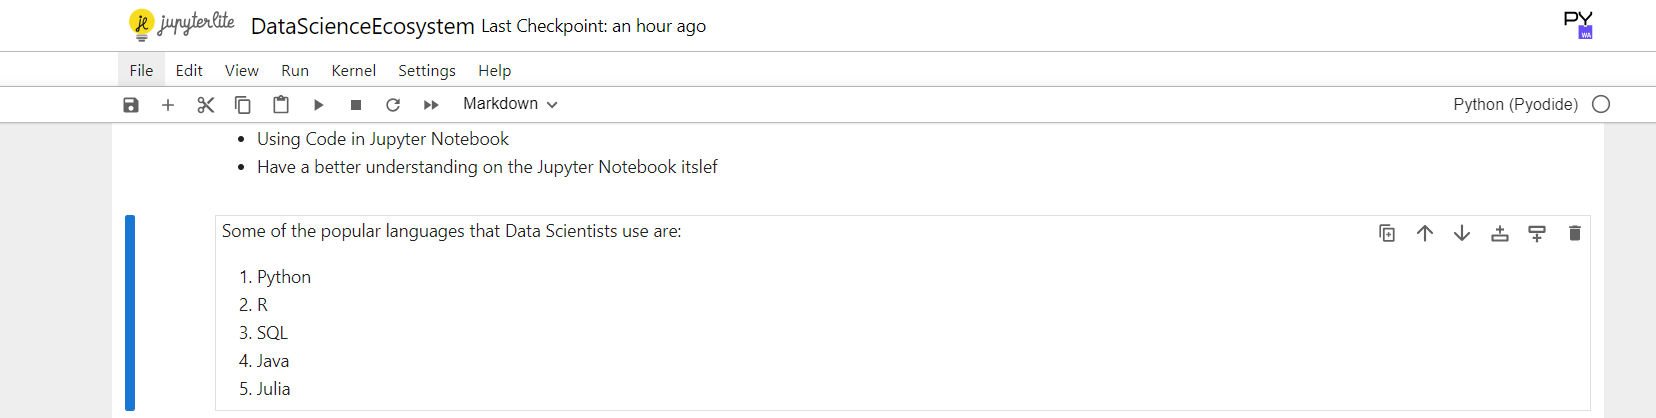 jupyterlite DataScienceEcosystem Last Checkpoint: an hour ago PY WA
File Edit View Run Kernel Settings Help
Markdown Python (Pyodide)
• Using Code in Jupyter Notebook
• Have a better understanding on the Jupyter Notebook itslef
Some of the popular languages that Data Scientists use are:
1. Python
2. R
3. SQL
4. Java
5. Julia